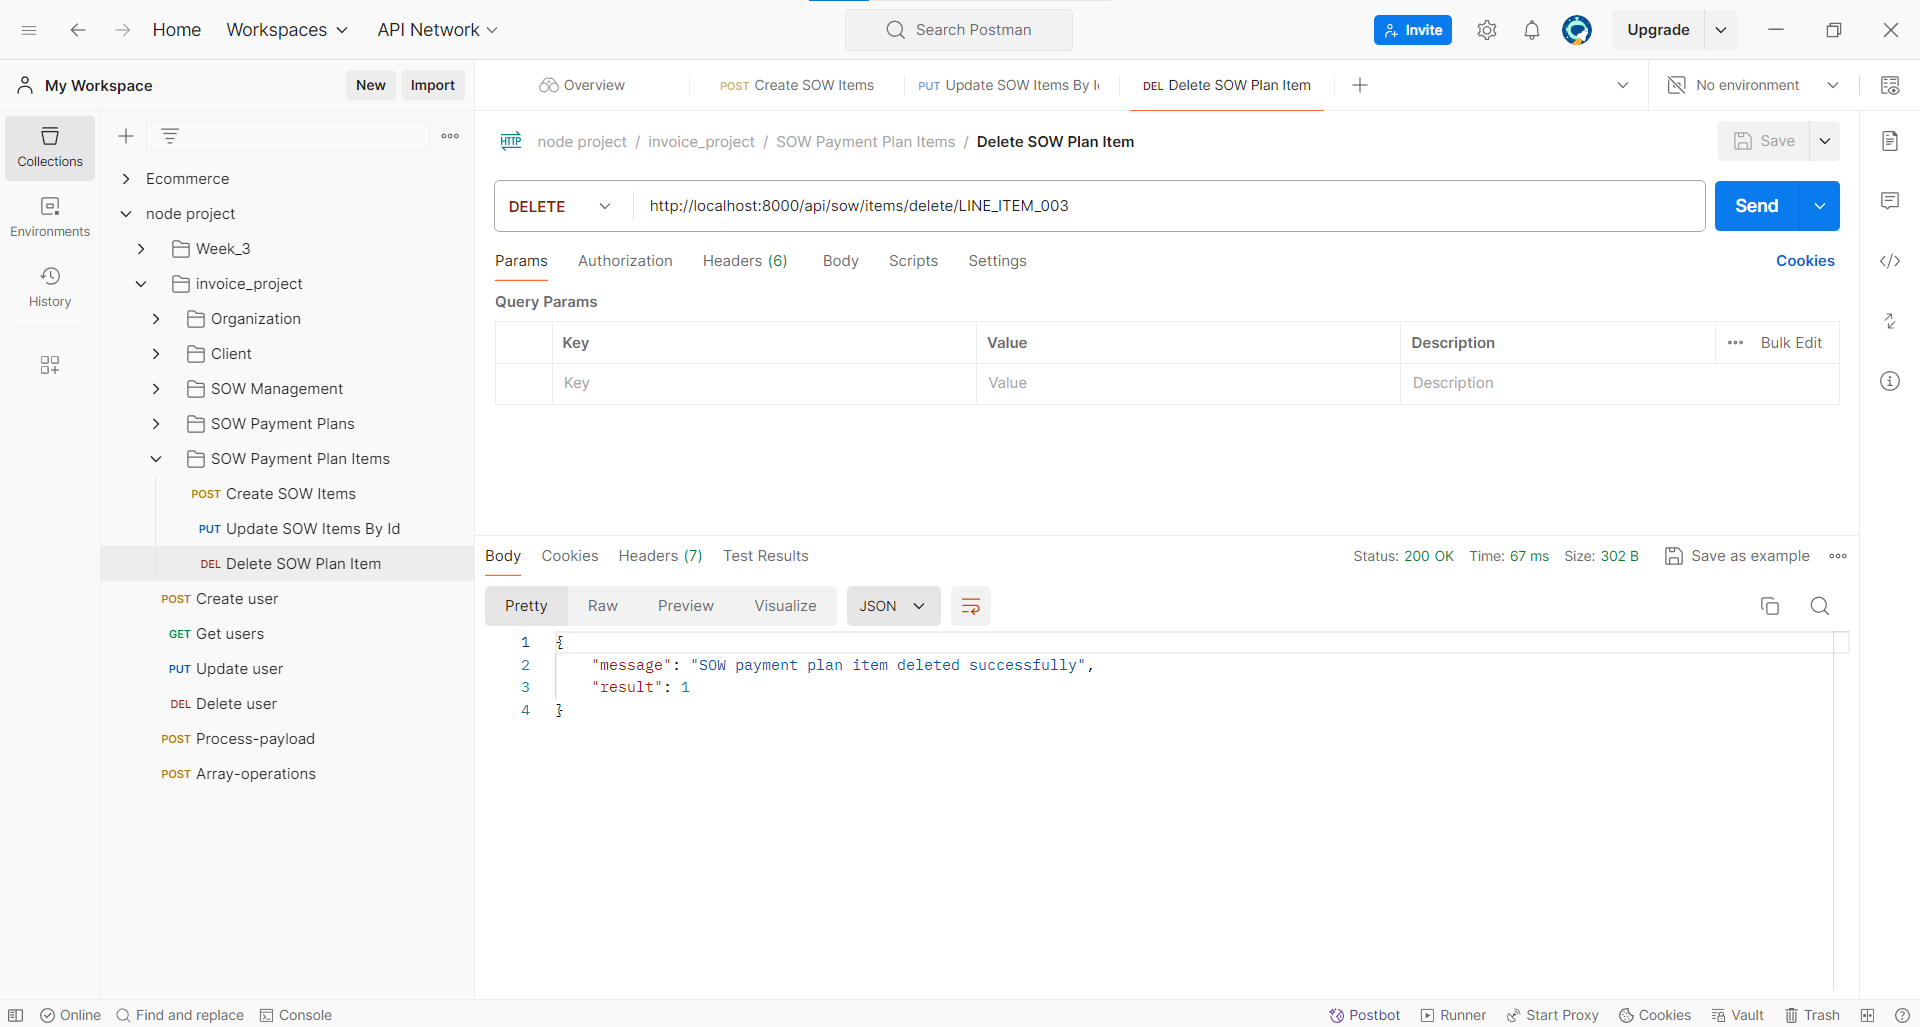 Home Workspaces API Network Search Postman Invite Upgrade
My Workspace New Import Overview POST Create SOW Items PUT Update SOW Items By I DEL Delete SOW Plan Item No environment
Collections
Environments
History
Ecommerce
node project
Week_3
invoice_project
Organization
Client
SOW Management
SOW Payment Plans
SOW Payment Plan Items
POST Create SOW Items
PUT Update SOW Items By Id
DEL Delete SOW Plan Item
POST Create user
GET Get users
PUT Update user
DEL Delete user
POST Process-payload
POST Array-operations
HTTP node project / invoice_project / SOW Payment Plan Items / Delete SOW Plan Item Save
DELETE http://localhost:8000/api/sow/items/delete/LINE_ITEM_003 Send
Params Authorization Headers (6) Body Scripts Settings Cookies
Query Params
Key Value Description Bulk Edit
Key Value Description
Body Cookies Headers (7) Test Results Status: 200 OK Time: 67 ms Size: 302 B Save as example
Pretty Raw Preview Visualize JSON
1 {
2 "message": "SOW payment plan item deleted successfully",
3 "result": 1
4 }
Online Find and replace Console Postbot Runner Start Proxy Cookies Vault Trash